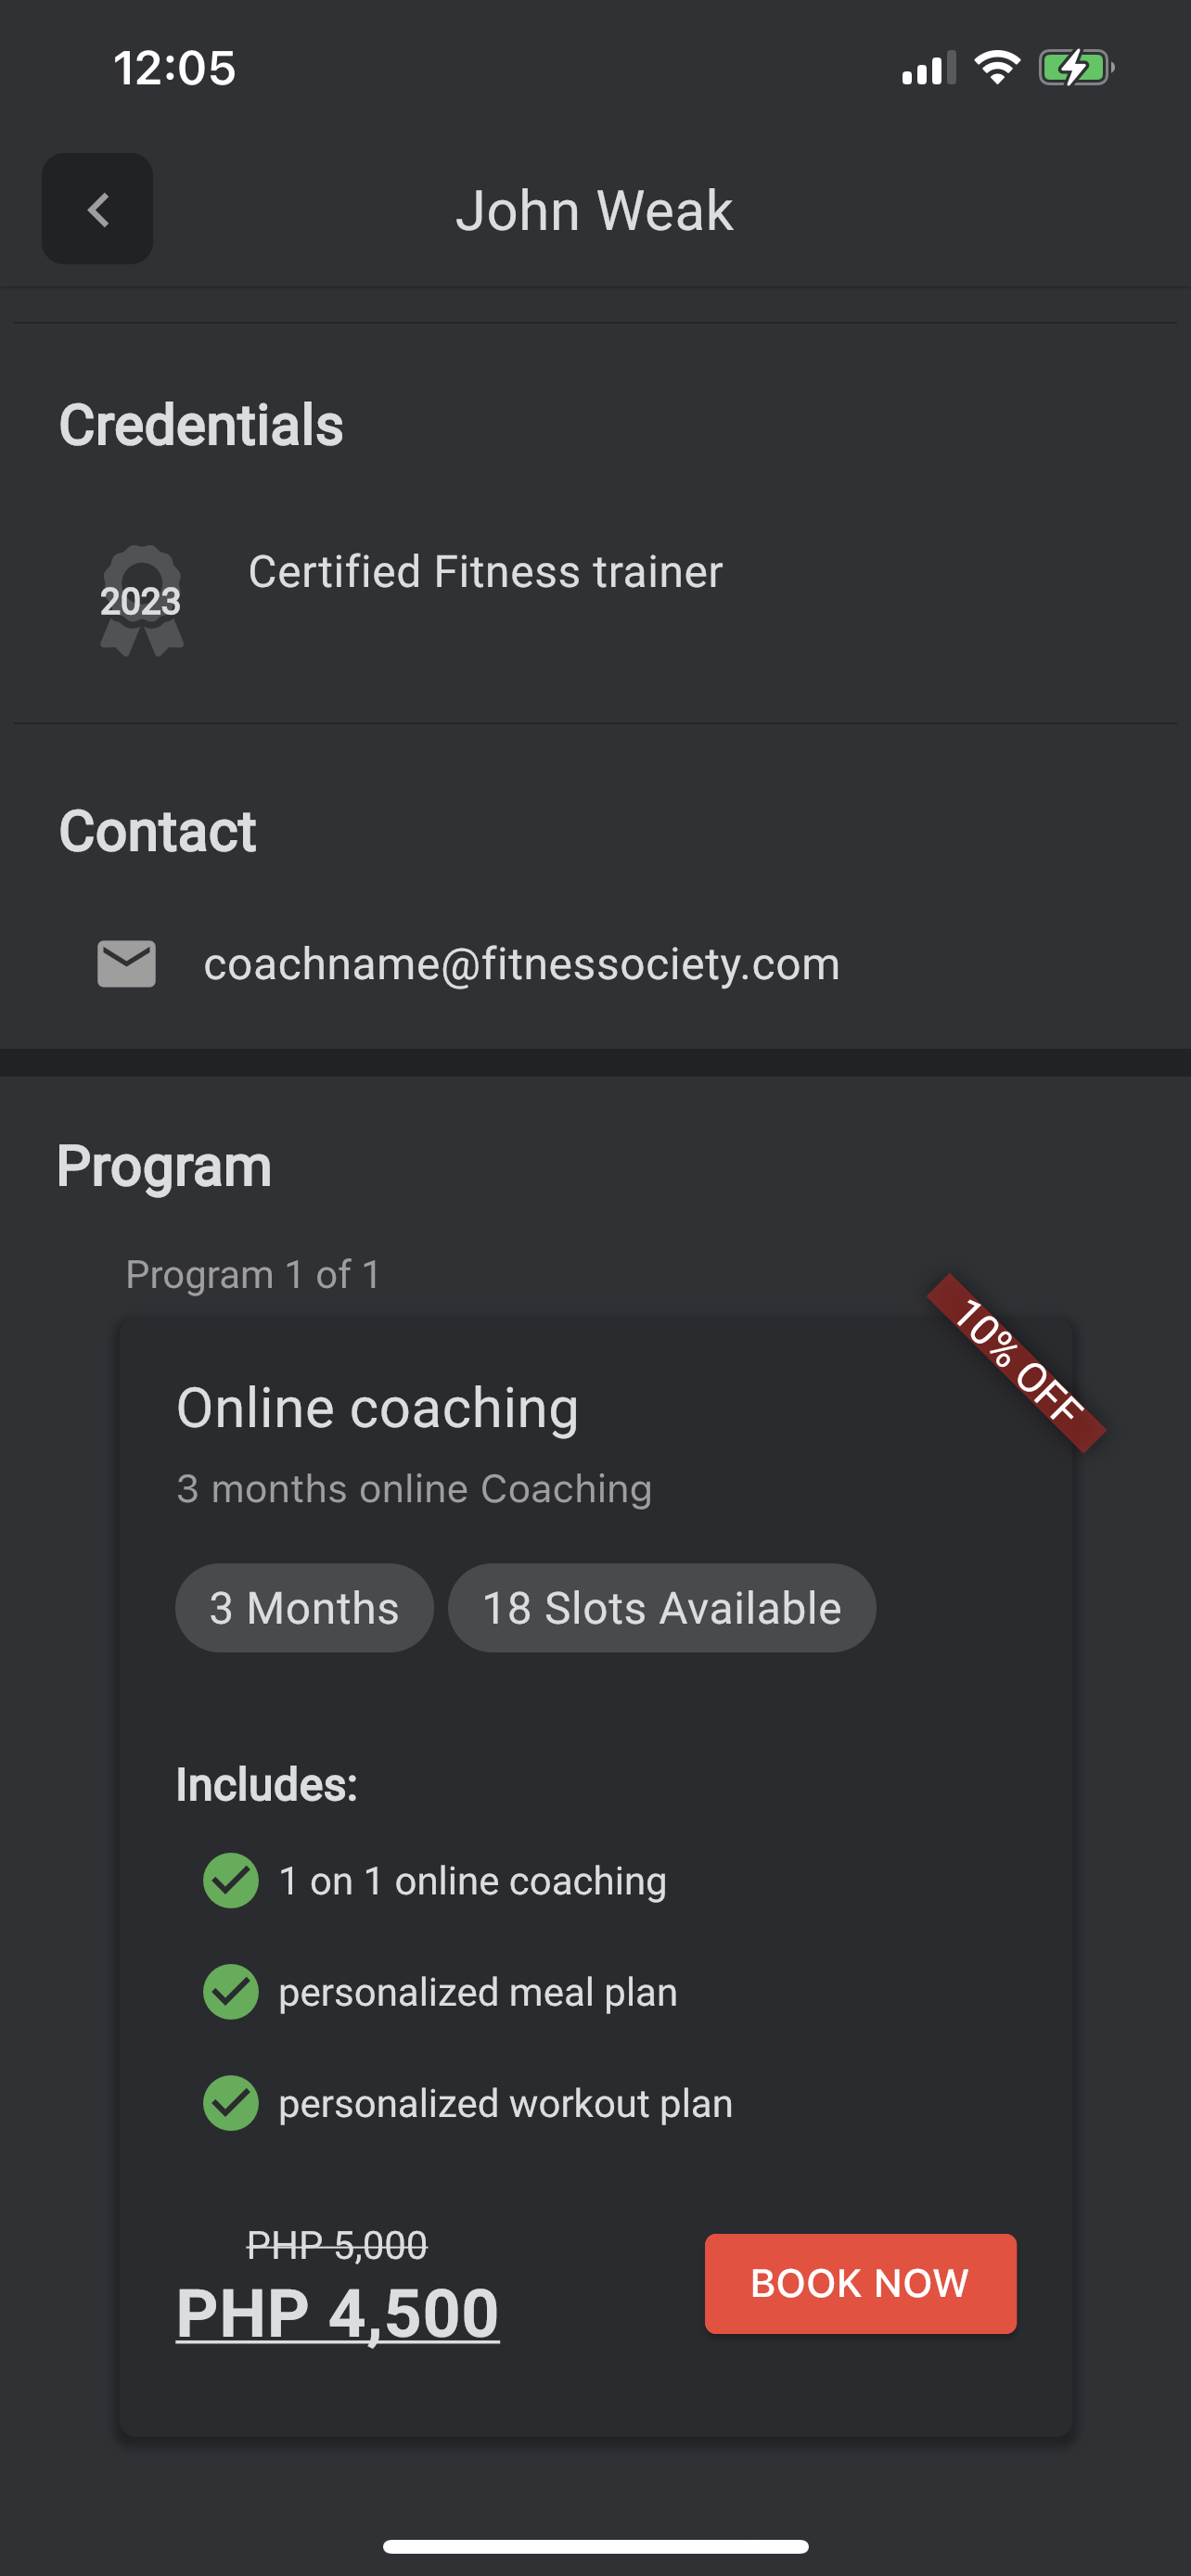 12:05
John Weak
Credentials
2023
Certified Fitness trainer
Contact
coachname@fitnessociety.com
Program
Program 1 of 1
10% OFF
Online coaching
3 months online Coaching
3 Months
18 Slots Available
Includes:
1 on 1 online coaching
personalized meal plan
personalized workout plan
PHP 5,000
PHP 4,500
BOOK NOW